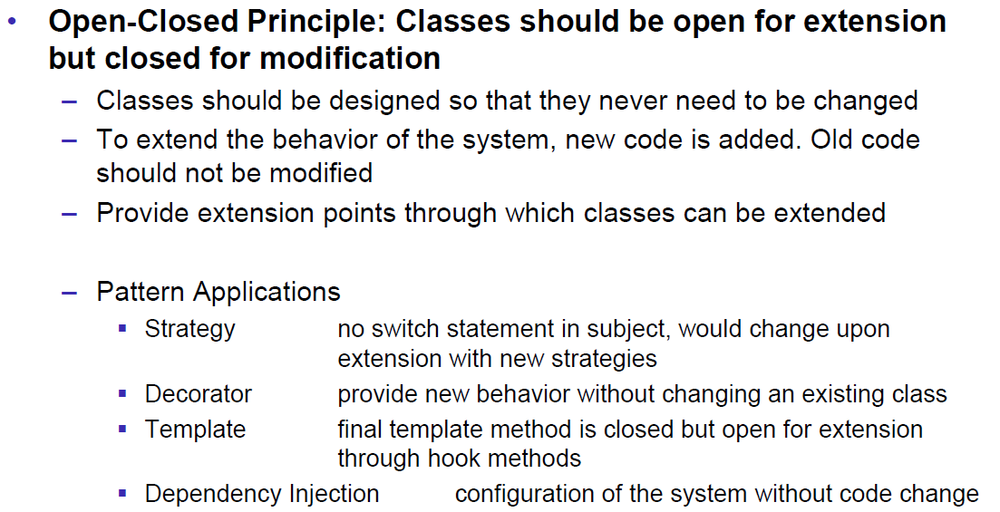 • Open-Closed Principle: Classes should be open for extension
but closed for modification
– Classes should be designed so that they never need to be changed
– To extend the behavior of the system, new code is added. Old code
should not be modified
– Provide extension points through which classes can be extended
– Pattern Applications
▪ Strategy no switch statement in subject, would change upon
extension with new strategies
▪ Decorator provide new behavior without changing an existing class
▪ Template final template method is closed but open for extension
through hook methods
▪ Dependency Injection configuration of the system without code change